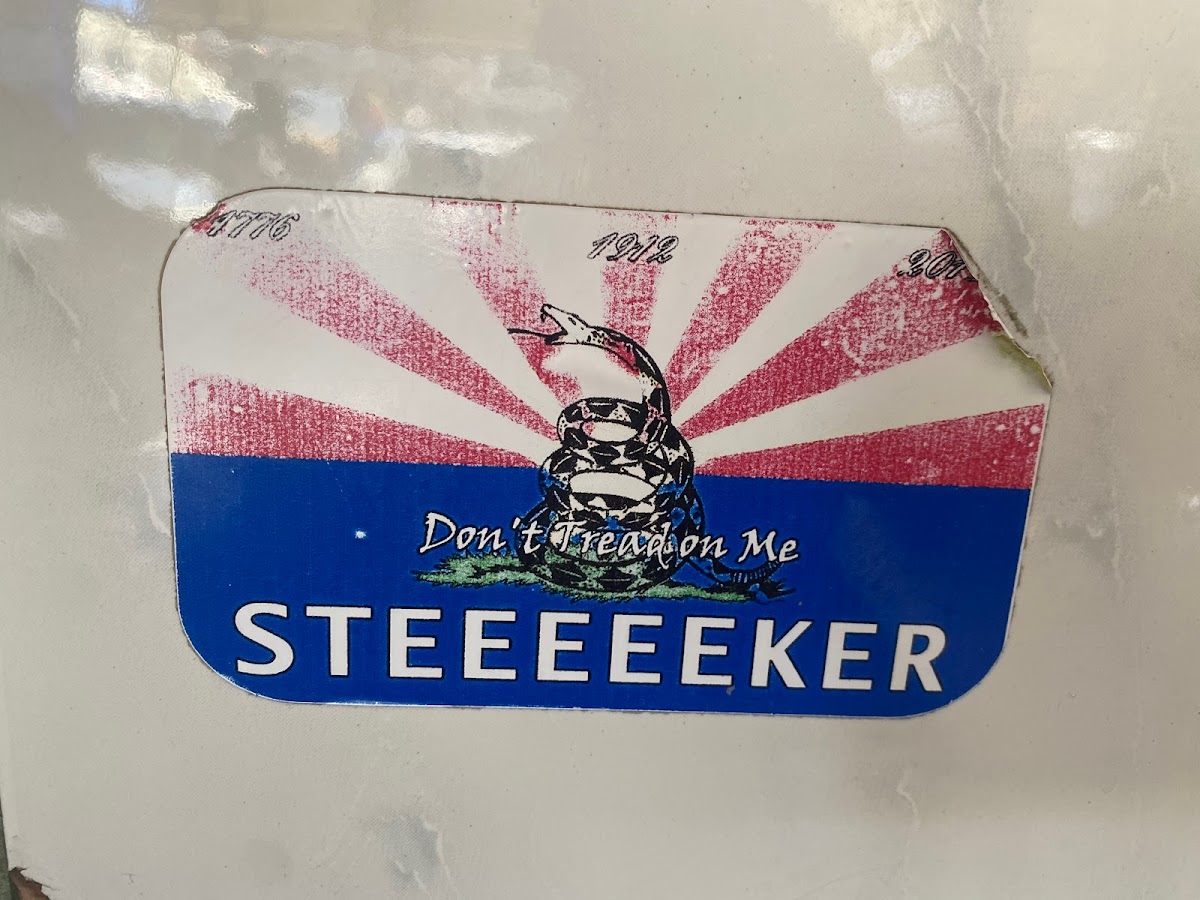 1776 1912
Don't Tread on Me
STEEEEEKER